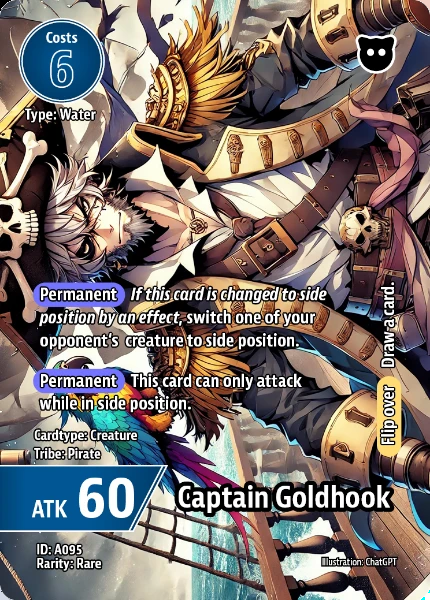 Costs
6
Type: Water
Permanent If this card is changed to side
position by an effect, switch one of your
opponent's creature to side position.
Permanent This card can only attack
while in side position.
Flip over Draw a card.
Cardtype: Creature
Tribe: Pirate
ATK 60
Captain Goldhook
ID: A095
Rarity: Rare
Illustration: ChatGPT